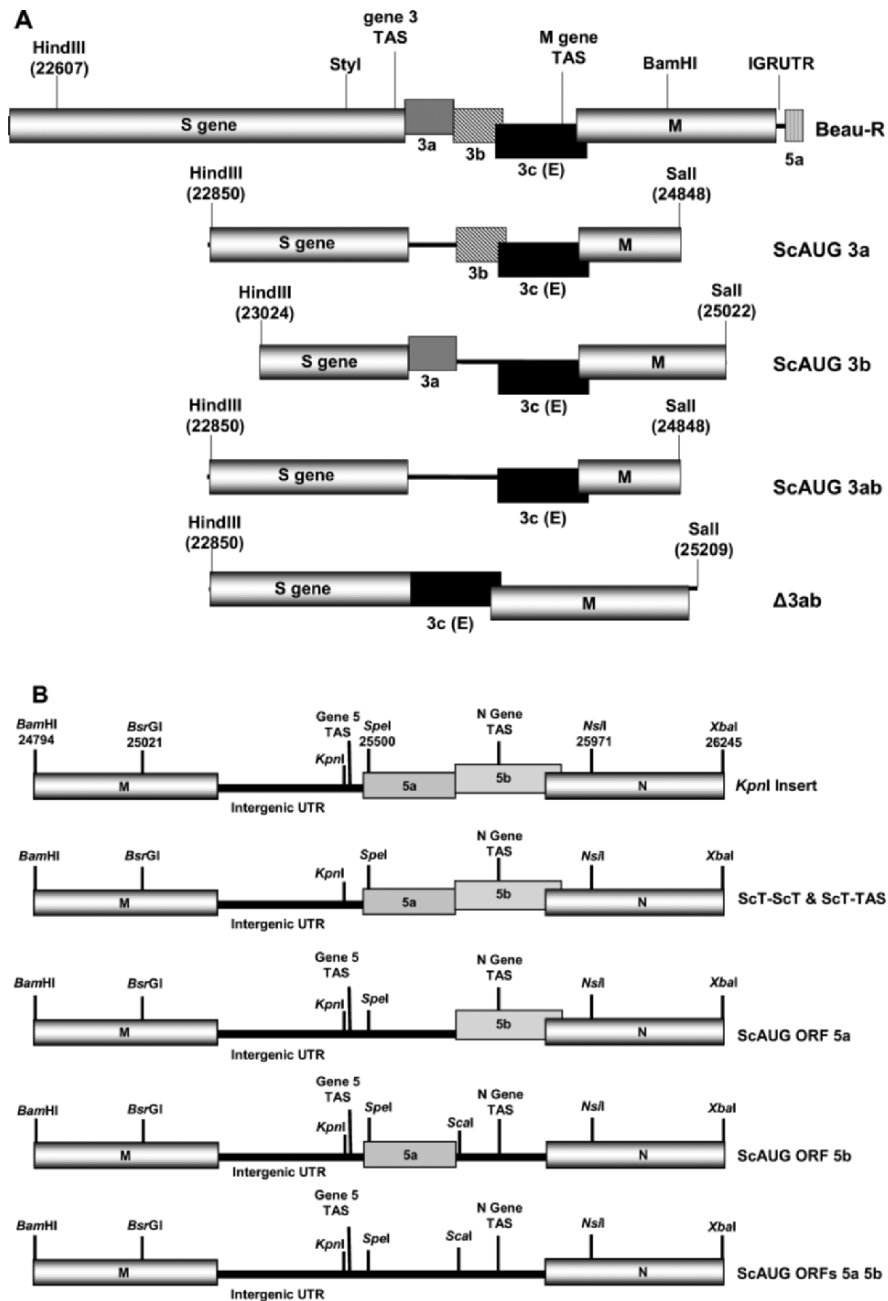 A
gene 3
TAS
M gene
TAS
HindIII
(22607)
StyI
BamHI
IGRUTR
S gene
3a
3b
3c (E)
M
5a
Beau-R
HindIII
(22850)
SalI
(24848)
S gene
3b
3c (E)
M
ScAUG 3a
HindIII
(23024)
SalI
(25022)
S gene
3a
3c (E)
M
ScAUG 3b
HindIII
(22850)
SalI
(24848)
S gene
3c (E)
M
ScAUG 3ab
HindIII
(22850)
SalI
(25209)
S gene
3c (E)
M
Δ3ab
B
BamHI
24794
BsrGI
25021
Gene 5
TAS
KpnI
SpeI
25500
N Gene
TAS
NsiI
25971
XbaI
26245
M
Intergenic UTR
5a
5b
N
KpnI Insert
BamHI
BsrGI
KpnI
SpeI
N Gene
TAS
NsiI
XbaI
M
Intergenic UTR
5a
5b
N
ScT-ScT & ScT-TAS
BamHI
BsrGI
Gene 5
TAS
KpnI
SpeI
N Gene
TAS
NsiI
XbaI
M
Intergenic UTR
5b
N
ScAUG ORF 5a
BamHI
BsrGI
Gene 5
TAS
KpnI
SpeI
ScaI
N Gene
TAS
NsiI
XbaI
M
Intergenic UTR
5a
N
ScAUG ORF 5b
BamHI
BsrGI
Gene 5
TAS
KpnI
SpeI
ScaI
N Gene
TAS
NsiI
XbaI
M
Intergenic UTR
N
ScAUG ORFs 5a 5b